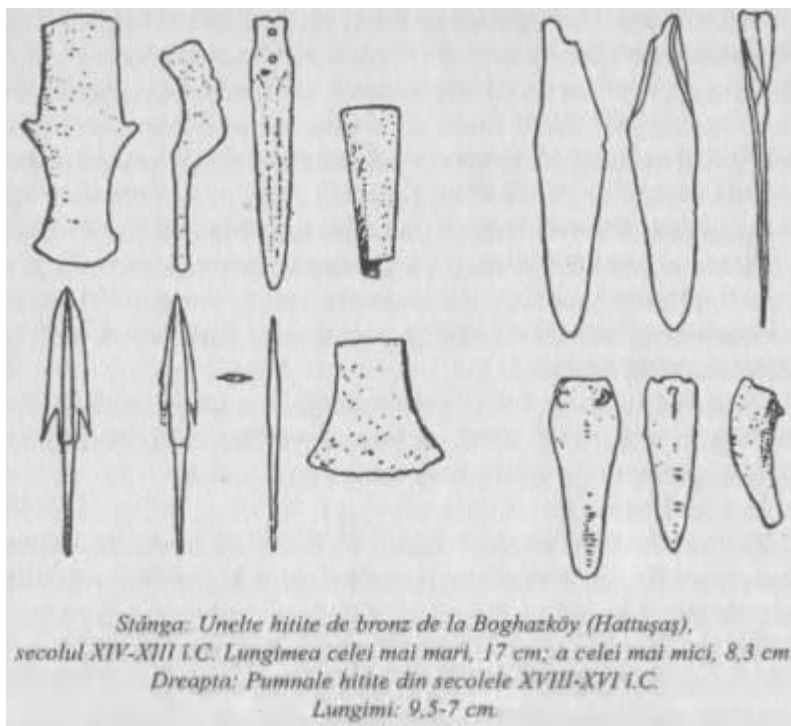 Stânga: Unelte hitite de bronz de la Boghazköy (Hattuşaş),
secolul XIV-XIII î.C. Lungimea celei mai mari, 17 cm; a celei mai mici, 8,3 cm
Dreapta: Pumnale hitite din secolele XVIII-XVI î.C.
Lungimi: 9,5-7 cm